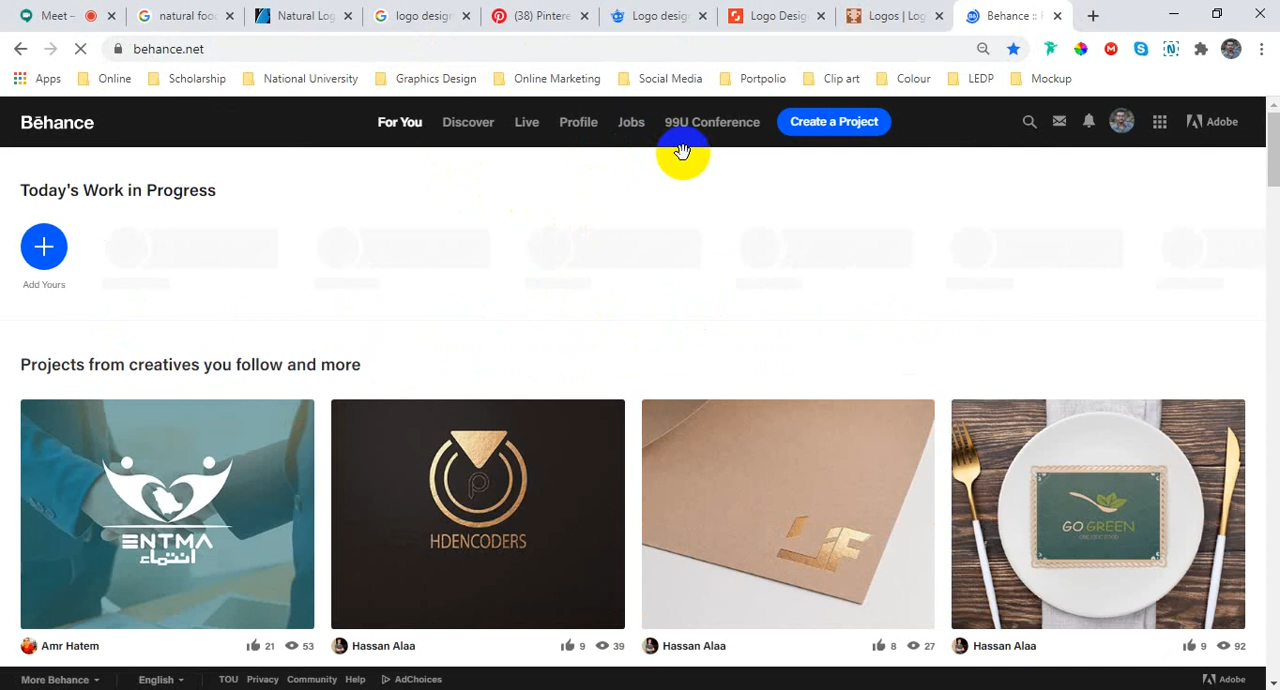 Meet –
natural food
Natural Log
logo design
(38) Pintere
Logo desig
Logo Desig
Logos | Log
Behance ::
behance.net
Apps
Online
Scholarship
National University
Graphics Design
Online Marketing
Social Media
Portpolio
Clip art
Colour
LEDP
Mockup
Bēhance
For You
Discover
Live
Profile
Jobs
99U Conference
Create a Project
Adobe
Today's Work in Progress
Add Yours
Projects from creatives you follow and more
ENTMA
انتماء
HDENCODERS
GO GREEN
Amr Hatem
21
53
Hassan Alaa
9
39
Hassan Alaa
8
27
Hassan Alaa
9
92
More Behance
English
TOU
Privacy
Community
Help
AdChoices
Adobe